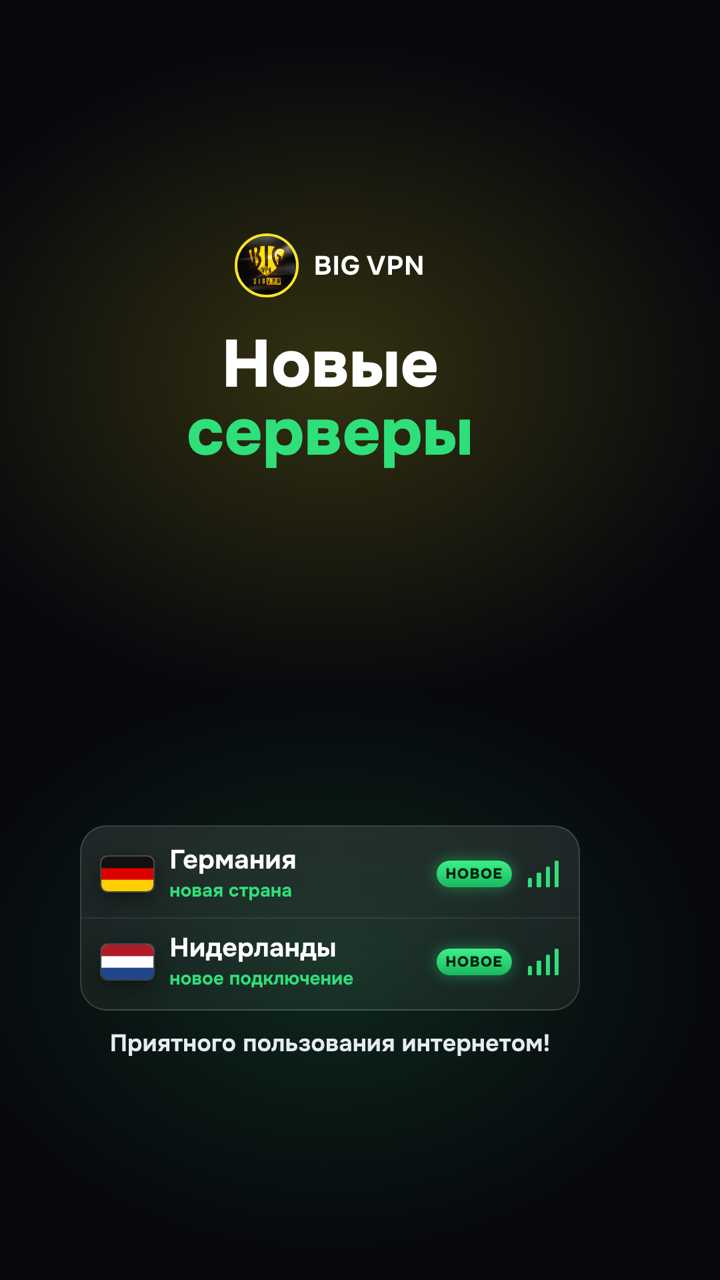 BIG VPN
Новые
серверы
Германия
новая страна
НОВОЕ
Нидерланды
новое подключение
НОВОЕ
Приятного пользования интернетом!